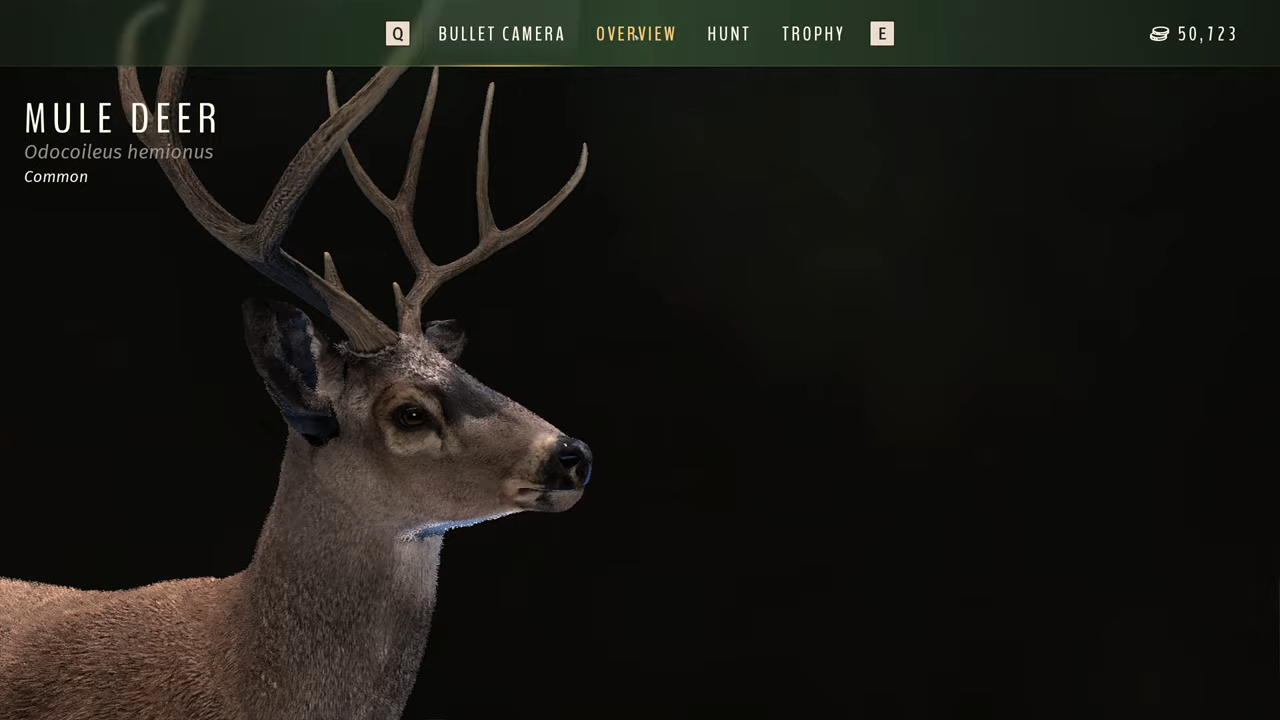 Q BULLET CAMERA OVERVIEW HUNT TROPHY E 50,723
MULE DEER
Odocoileus hemionus
Common